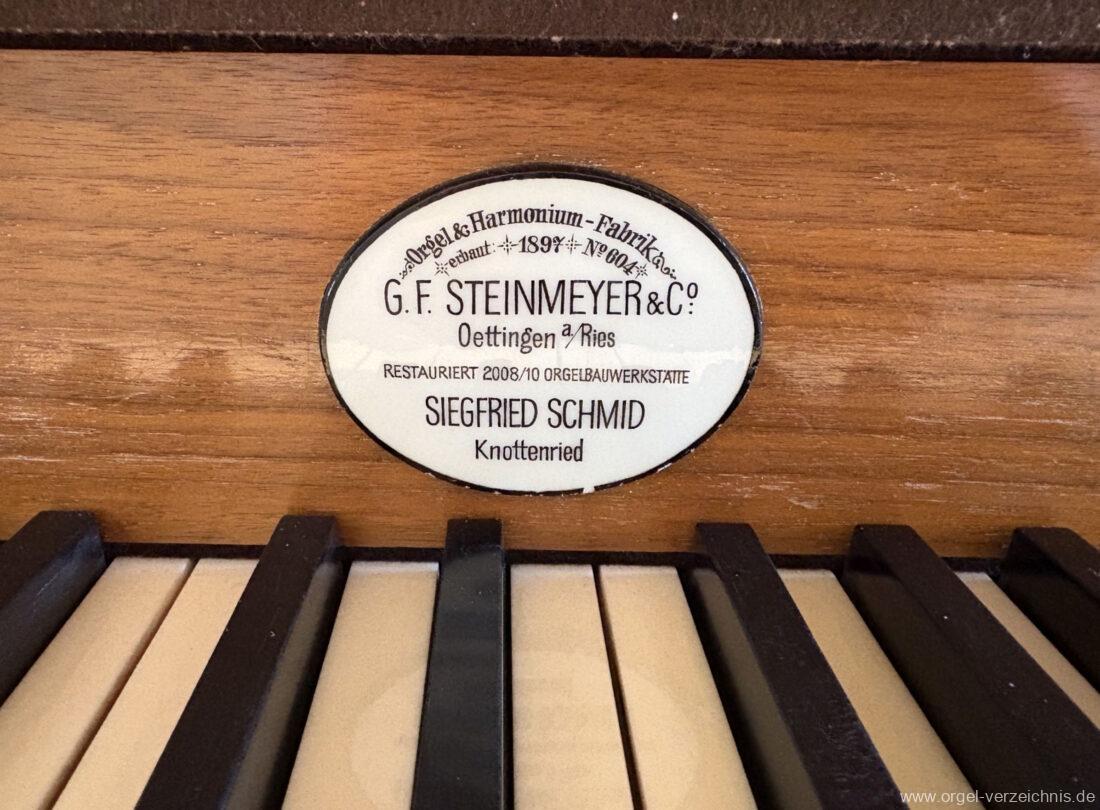 Orgel & Harmonium-Fabrik
erbaut: 1897 No 604
G. F. STEINMEYER & Co.
Oettingen a/Ries
RESTAURIERT 2008/10 ORGELBAUWERKSTÄTTE
SIEGFRIED SCHMID
Knottenried
www.orgel-verzeichnis.de